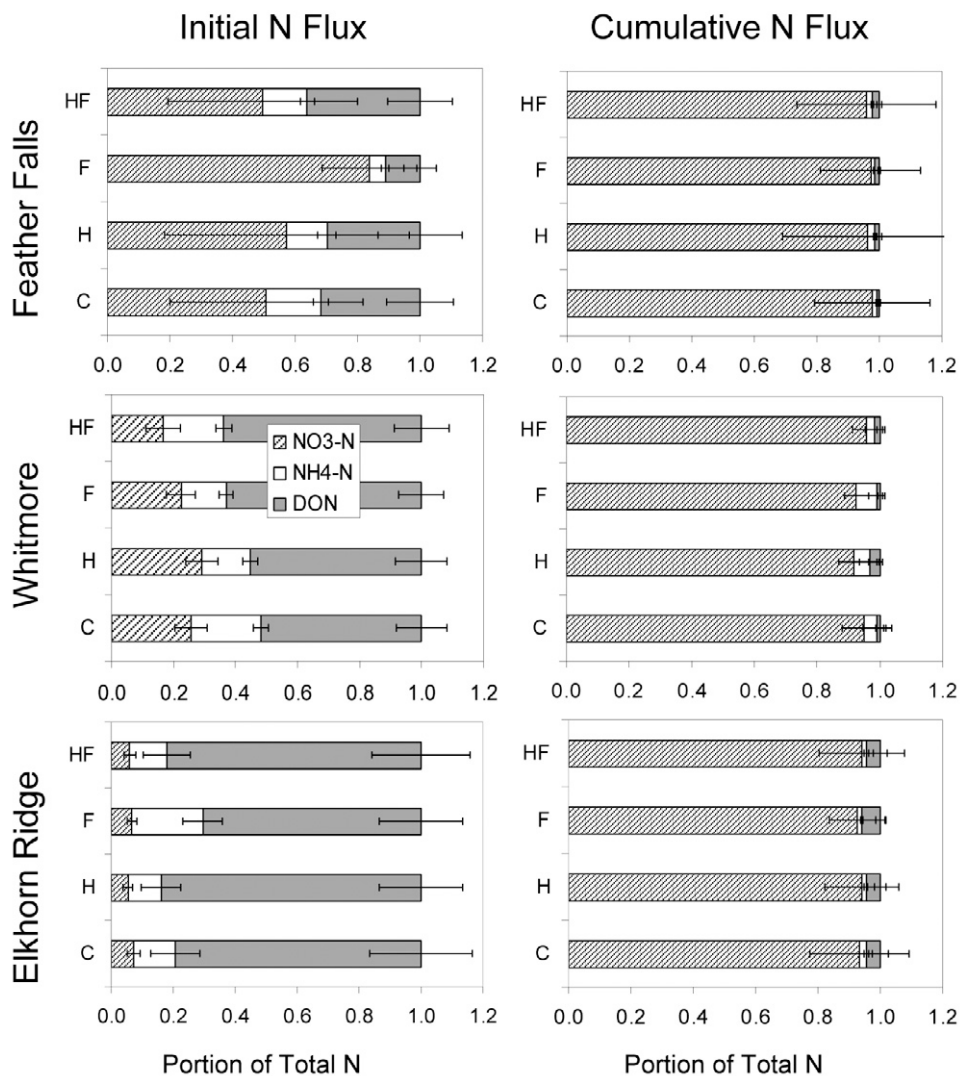 Initial N Flux
Cumulative N Flux
Feather Falls
HF
F
H
C
0.0 0.2 0.4 0.6 0.8 1.0 1.2
HF
F
H
C
0.0 0.2 0.4 0.6 0.8 1.0 1.2
Whitmore
HF
F
H
C
NO3-N
NH4-N
DON
0.0 0.2 0.4 0.6 0.8 1.0 1.2
HF
F
H
C
0.0 0.2 0.4 0.6 0.8 1.0 1.2
Elkhorn Ridge
HF
F
H
C
0.0 0.2 0.4 0.6 0.8 1.0 1.2
HF
F
H
C
0.0 0.2 0.4 0.6 0.8 1.0 1.2
Portion of Total N
Portion of Total N